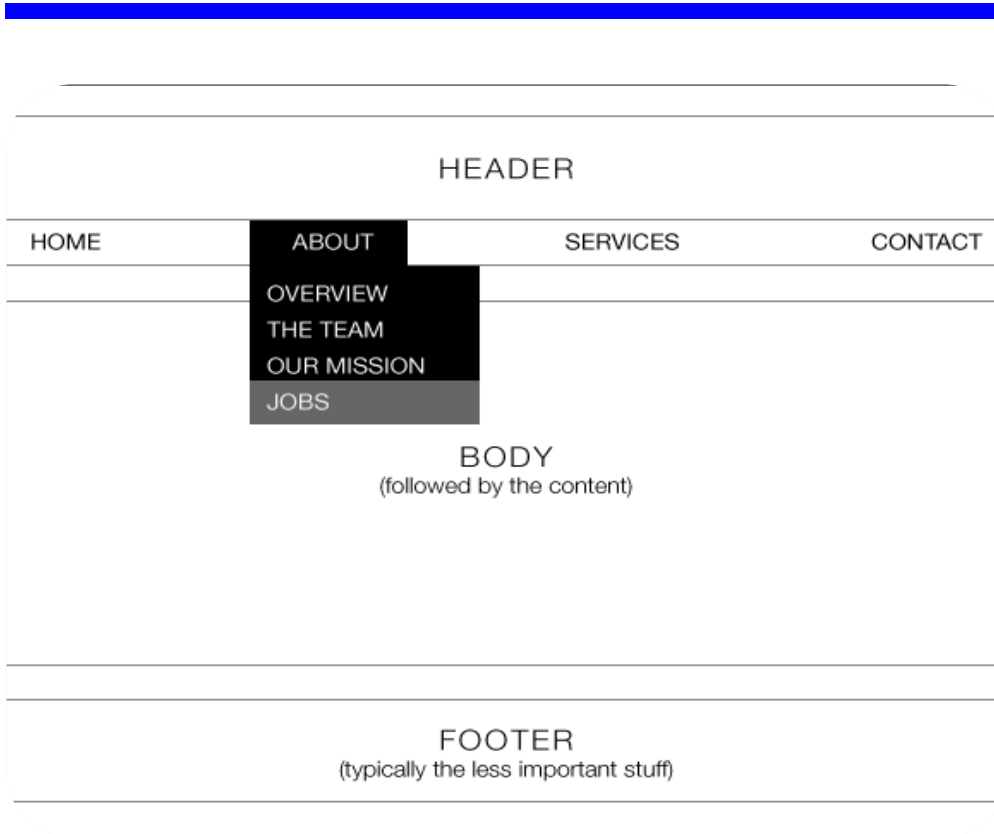 HEADER
HOME ABOUT SERVICES CONTACT
OVERVIEW
THE TEAM
OUR MISSION
JOBS
BODY
(followed by the content)
FOOTER
(typically the less important stuff)